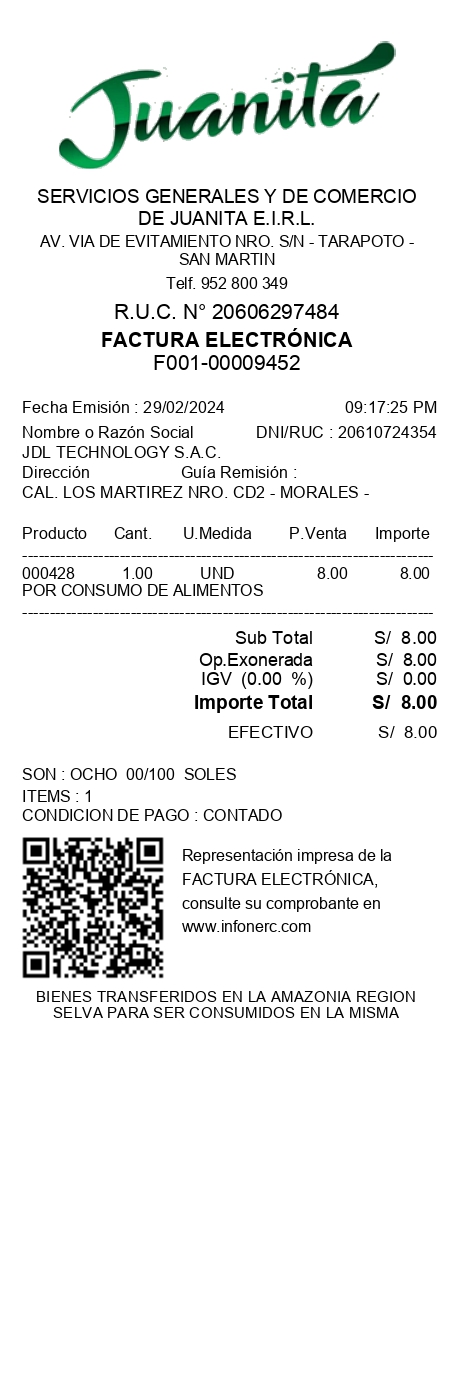 Juanita
SERVICIOS GENERALES Y DE COMERCIO
DE JUANITA E.I.R.L.
AV. VIA DE EVITAMIENTO NRO. S/N - TARAPOTO -
SAN MARTIN
Telf. 952 800 349
R.U.C. N° 20606297484
FACTURA ELECTRÓNICA
F001-00009452
Fecha Emisión : 29/02/2024 09:17:25 PM
Nombre o Razón Social DNI/RUC : 20610724354
JDL TECHNOLOGY S.A.C.
Dirección Guía Remisión :
CAL. LOS MARTIREZ NRO. CD2 - MORALES -
Producto Cant. U.Medida P.Venta Importe
000428 1.00 UND 8.00 8.00
POR CONSUMO DE ALIMENTOS
Sub Total S/ 8.00
Op.Exonerada S/ 8.00
IGV (0.00 %) S/ 0.00
Importe Total S/ 8.00
EFECTIVO S/ 8.00
SON : OCHO 00/100 SOLES
ITEMS : 1
CONDICION DE PAGO : CONTADO
Representación impresa de la
FACTURA ELECTRÓNICA,
consulte su comprobante en
www.infonerc.com
BIENES TRANSFERIDOS EN LA AMAZONIA REGION
SELVA PARA SER CONSUMIDOS EN LA MISMA